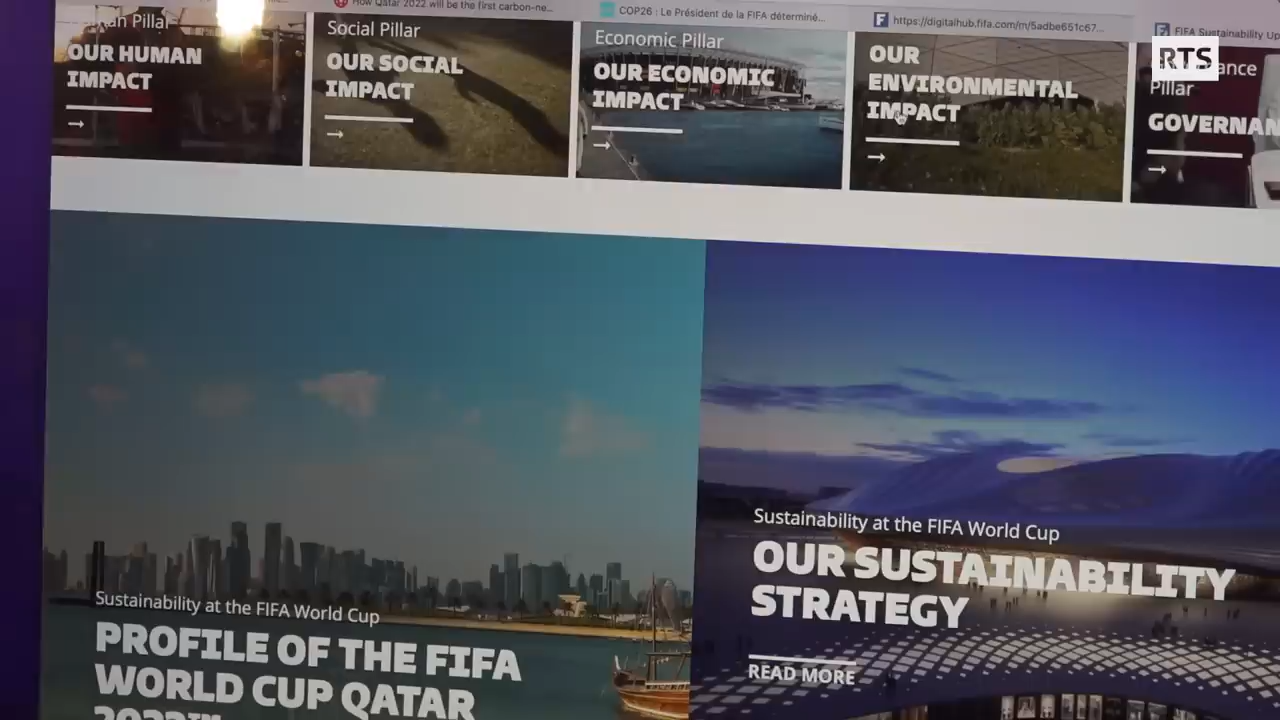 How Qatar 2022 will be the first carbon-ne...
COP26 : Le Président de la FIFA déterminé...
https://digitalhub.fifa.com/m/5adbe651c67...
FIFA Sustainability Up
RTS
Pillar
OUR HUMAN
IMPACT
Social Pillar
OUR SOCIAL
IMPACT
Economic Pillar
OUR ECONOMIC
IMPACT
OUR
ENVIRONMENTAL
IMPACT
Pillar
GOVERNAN
Sustainability at the FIFA World Cup
PROFILE OF THE FIFA
WORLD CUP QATAR
2022™
Sustainability at the FIFA World Cup
OUR SUSTAINABILITY
STRATEGY
READ MORE